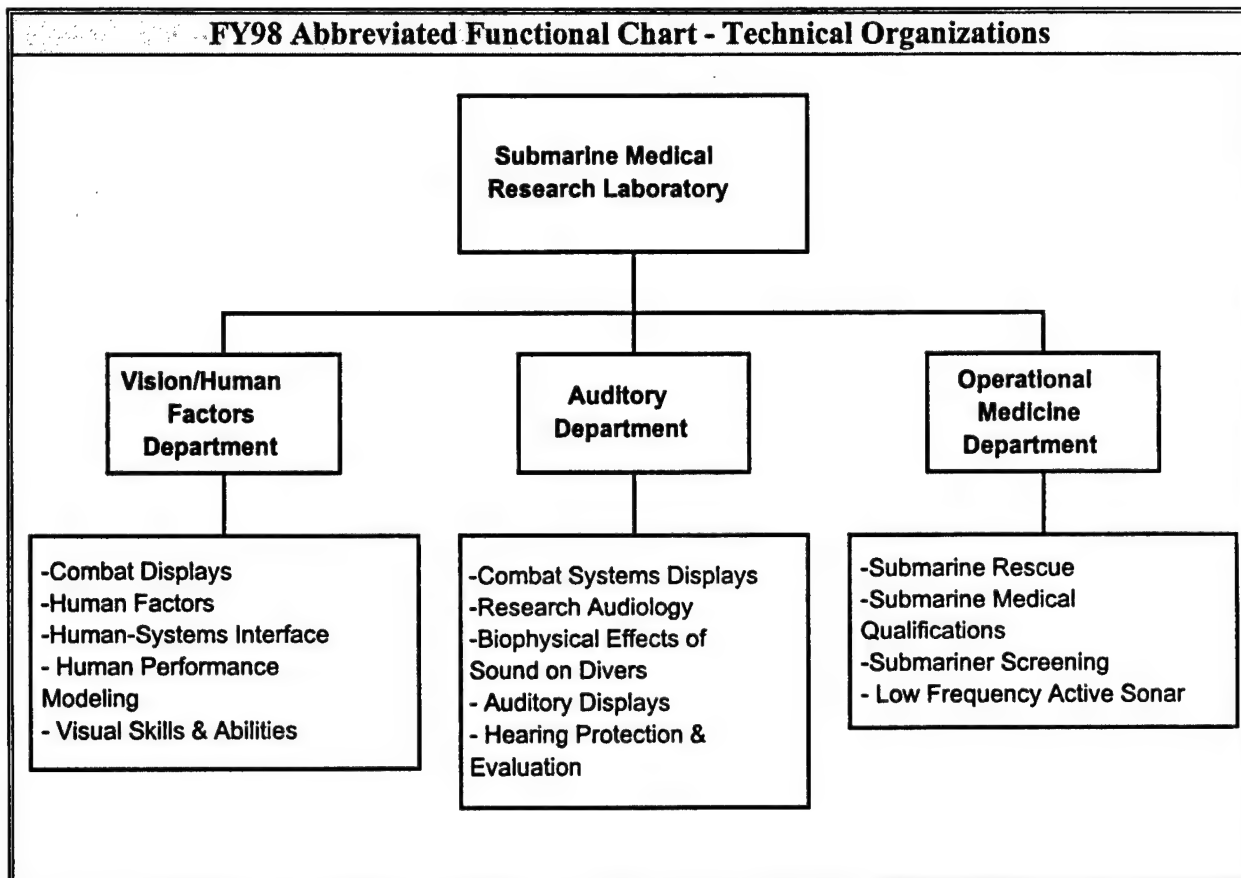 FY98 Abbreviated Functional Chart - Technical Organizations
Submarine Medical
Research Laboratory
Vision/Human
Factors
Department
Auditory
Department
Operational
Medicine
Department
-Combat Displays
-Human Factors
-Human-Systems Interface
- Human Performance
Modeling
- Visual Skills & Abilities
-Combat Systems Displays
-Research Audiology
-Biophysical Effects of
Sound on Divers
- Auditory Displays
- Hearing Protection &
Evaluation
-Submarine Rescue
-Submarine Medical
Qualifications
-Submariner Screening
- Low Frequency Active Sonar